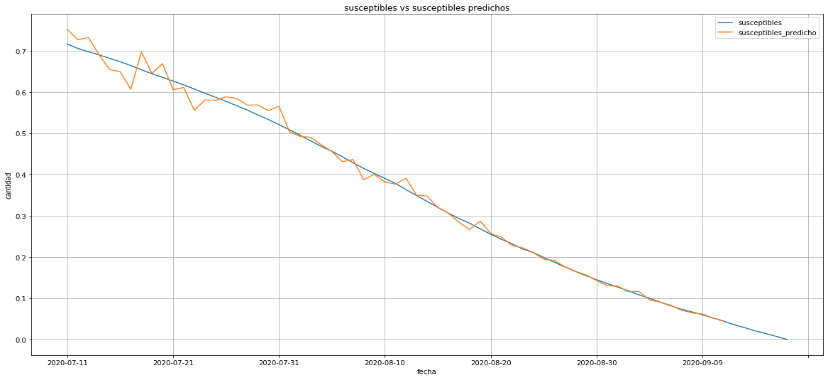 susceptibles vs susceptibles predichos
susceptibles
susceptibles_predicho
0.7
0.6
0.5
0.4
0.3
0.2
0.1
0.0
cantidad
2020-07-11 2020-07-21 2020-07-31 2020-08-10 2020-08-20 2020-08-30 2020-09-09
fecha